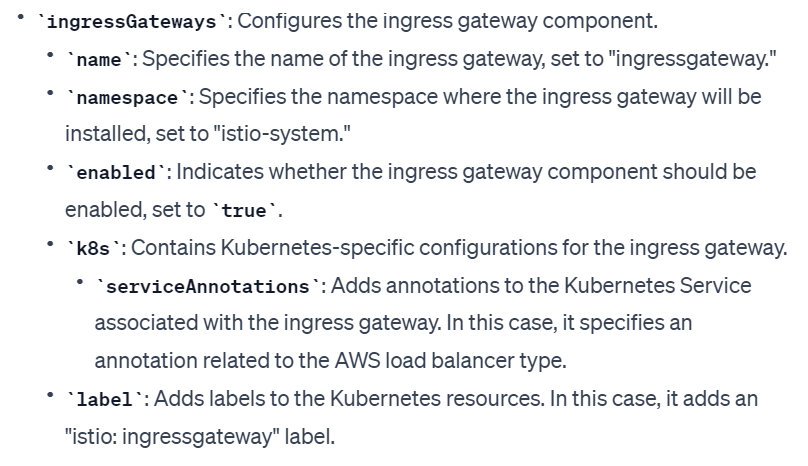 • `ingressGateways`: Configures the ingress gateway component.
• `name`: Specifies the name of the ingress gateway, set to "ingressgateway."
• `namespace`: Specifies the namespace where the ingress gateway will be
installed, set to "istio-system."
• `enabled`: Indicates whether the ingress gateway component should be
enabled, set to `true`.
• `k8s`: Contains Kubernetes-specific configurations for the ingress gateway.
• `serviceAnnotations`: Adds annotations to the Kubernetes Service
associated with the ingress gateway. In this case, it specifies an
annotation related to the AWS load balancer type.
• `label`: Adds labels to the Kubernetes resources. In this case, it adds an
"istio: ingressgateway" label.